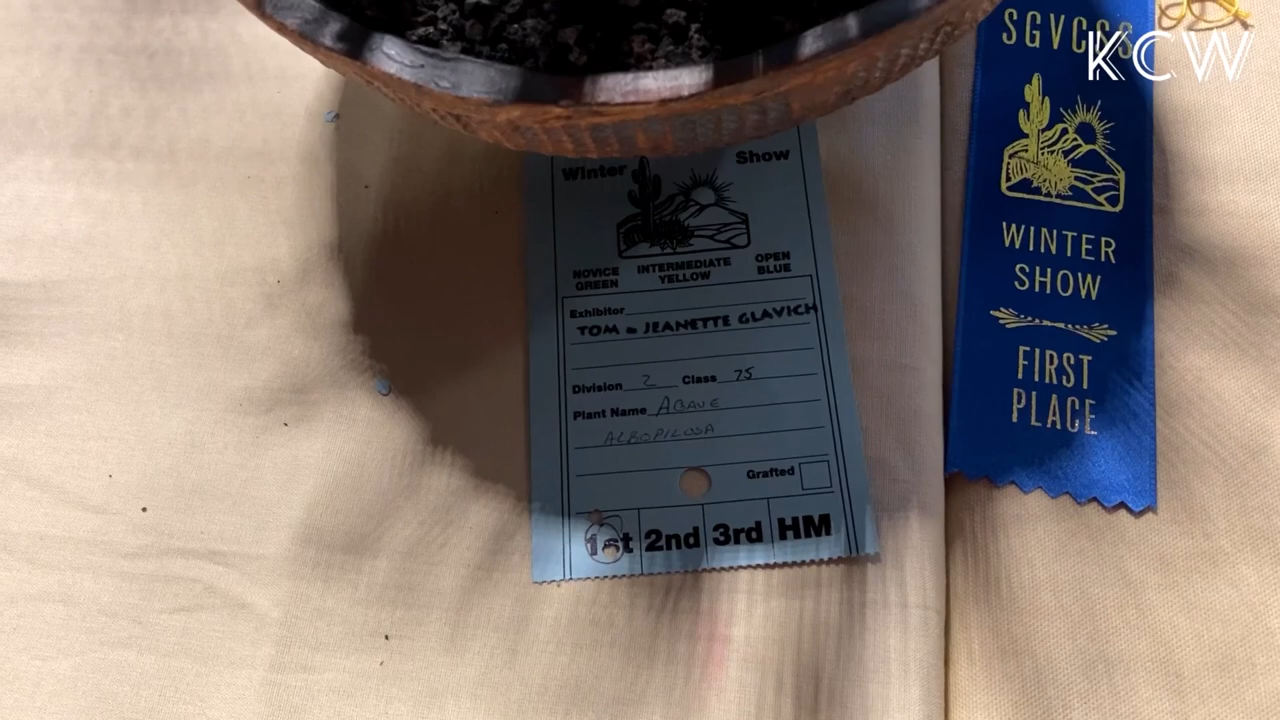 SGVCSS
KCW
WINTER
SHOW
FIRST
PLACE
Winter Show
NOVICE GREEN
INTERMEDIATE YELLOW
OPEN BLUE
Exhibitor
TOM & JEANETTE GLAVICH
Division 2 Class 75
Plant Name AGAVE
ALBOPILOSA
Grafted
1st 2nd 3rd HM